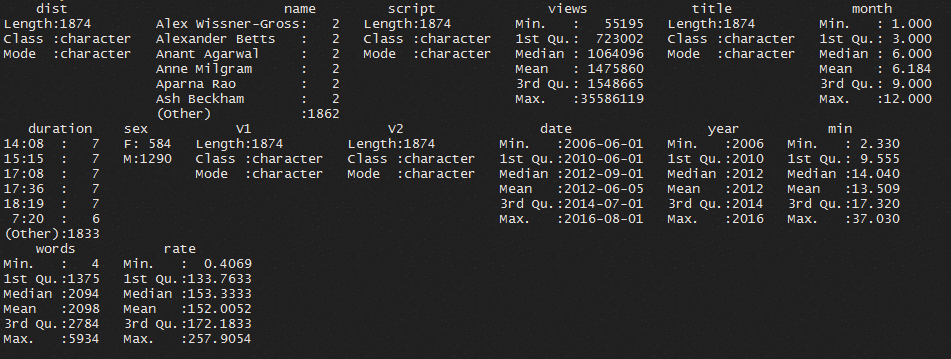 dist name script views title month
Length:1874 Alex Wissner-Gross: 2 Length:1874 Min. : 55195 Length:1874 Min. : 1.000
Class :character Alexander Betts : 2 Class :character 1st Qu.: 723002 Class :character 1st Qu.: 3.000
Mode :character Anant Agarwal : 2 Mode :character Median : 1064096 Mode :character Median : 6.000
Anne Milgram : 2 Mean : 1475860 Mean : 6.184
Aparna Rao : 2 3rd Qu.: 1548665 3rd Qu.: 9.000
Ash Beckham : 2 Max. :35586119 Max. :12.000
(Other) :1862
duration sex v1 v2 date year min
14:08 : 7 F: 584 Length:1874 Length:1874 Min. :2006-06-01 Min. :2006 Min. : 2.330
15:15 : 7 M:1290 Class :character Class :character 1st Qu.:2010-06-01 1st Qu.:2010 1st Qu.: 9.555
17:08 : 7 Mode :character Mode :character Median :2012-09-01 Median :2012 Median :14.040
17:36 : 7 Mean :2012-06-05 Mean :2012 Mean :13.509
18:19 : 7 3rd Qu.:2014-07-01 3rd Qu.:2014 3rd Qu.:17.320
7:20 : 6 Max. :2016-08-01 Max. :2016 Max. :37.030
(Other):1833
words rate
Min. : 4 Min. : 0.4069
1st Qu.:1375 1st Qu.:133.7633
Median :2094 Median :153.3333
Mean :2098 Mean :152.0052
3rd Qu.:2784 3rd Qu.:172.1833
Max. :5934 Max. :257.9054